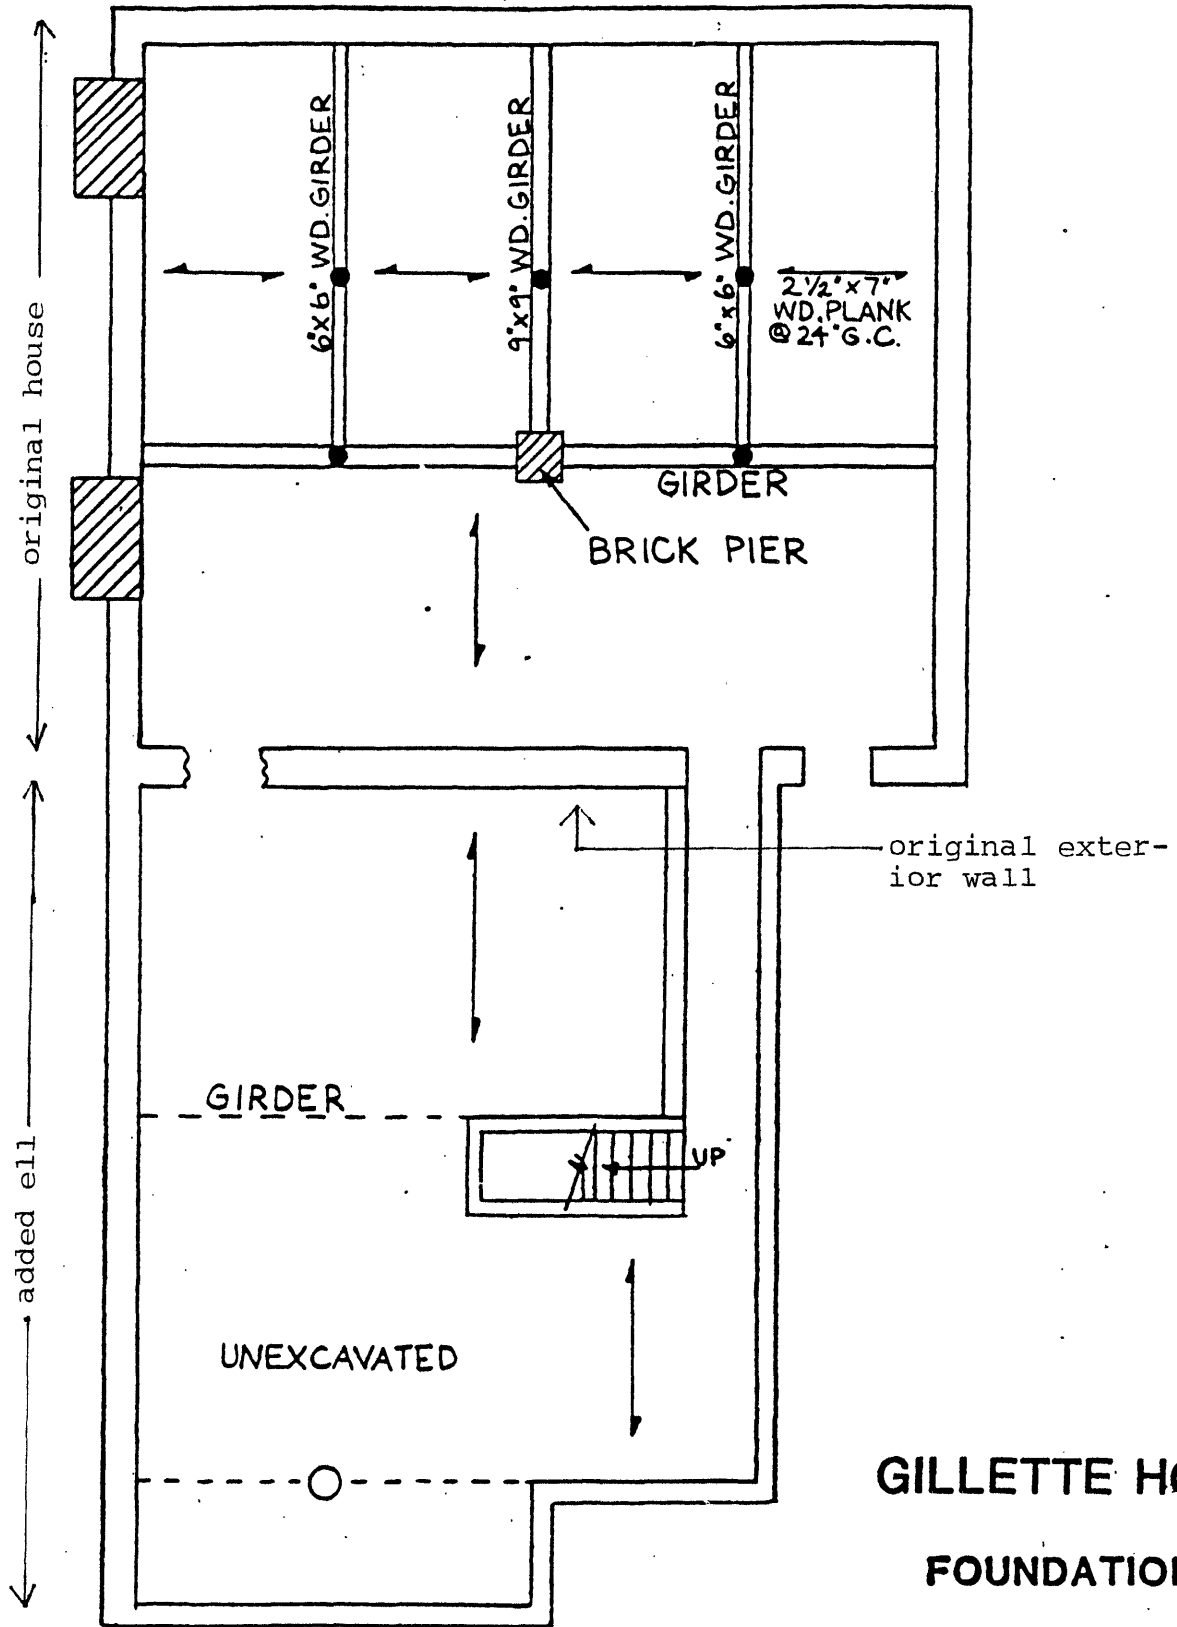 original house
6"x6" WD. GIRDER
9"x9" WD. GIRDER
6"x6" WD. GIRDER
2 1/2" x 7"
WD. PLANK
@ 24" G.C.
GIRDER
BRICK PIER
original exter-
ior wall
added ell
GIRDER
UP
UNEXCAVATED
GILLETTE
FOUNDATION